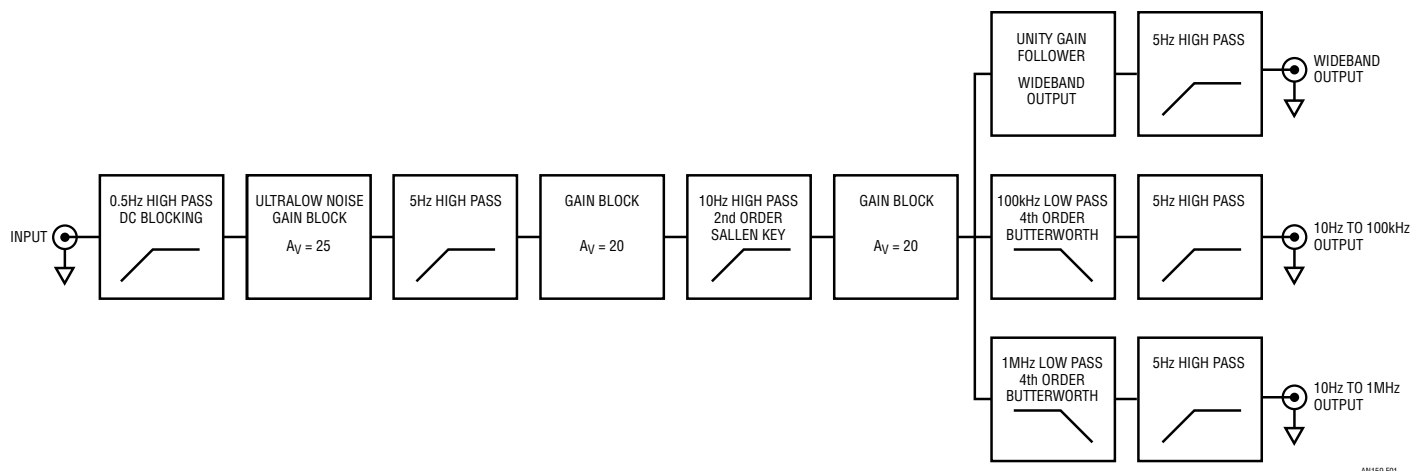 UNITY GAIN
FOLLOWER
WIDEBAND
OUTPUT
5Hz HIGH PASS
WIDEBAND
OUTPUT
INPUT
0.5Hz HIGH PASS
DC BLOCKING
ULTRALOW NOISE
GAIN BLOCK
AV = 25
5Hz HIGH PASS
GAIN BLOCK
AV = 20
10Hz HIGH PASS
2nd ORDER
SALLEN KEY
GAIN BLOCK
AV = 20
100kHz LOW PASS
4th ORDER
BUTTERWORTH
5Hz HIGH PASS
10Hz TO 100kHz
OUTPUT
1MHz LOW PASS
4th ORDER
BUTTERWORTH
5Hz HIGH PASS
10Hz TO 1MHz
OUTPUT
AN159 F01